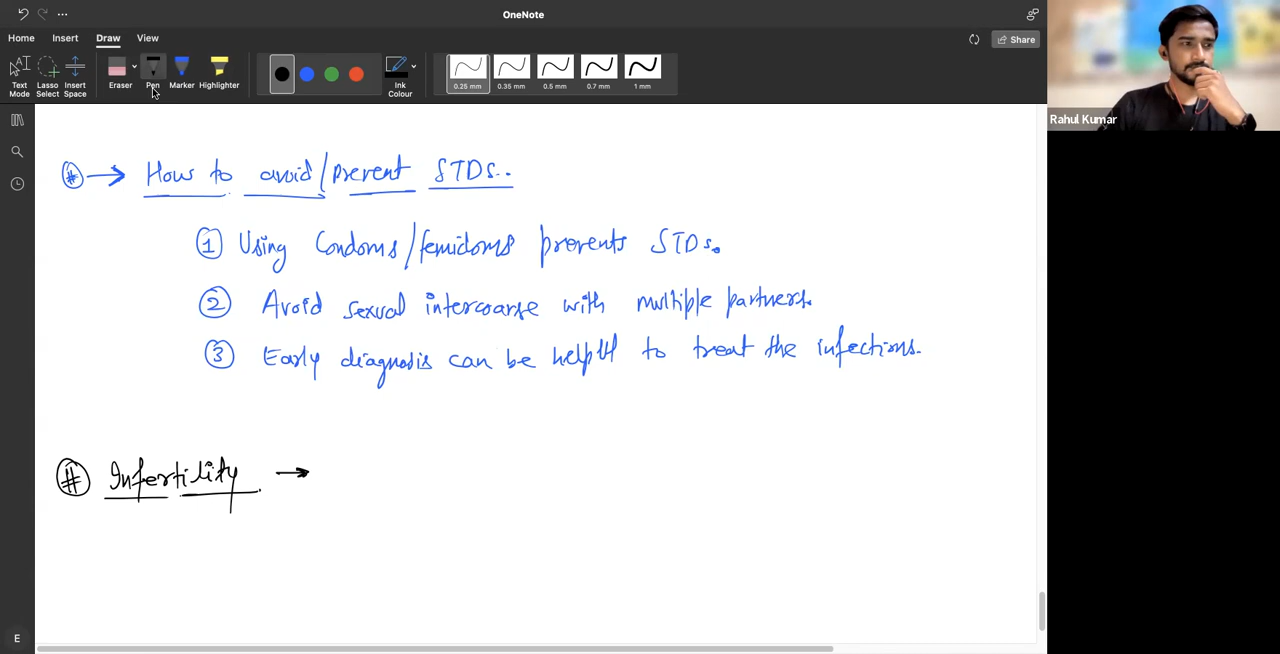 OneNote
Home Insert Draw View
Share
Text Mode
Lasso Select
Insert Space
Eraser
Pen
Marker
Highlighter
Ink Colour
0.25 mm 0.35 mm 0.5 mm 0.7 mm 1 mm
Rahul Kumar
# → How to avoid/prevent STDs..
① Using Condoms/femidoms prevents STDs.
② Avoid sexual intercoarse with multiple partners.
③ Early diagnosis can be helpful to treat the infections.
# Infertility →
E